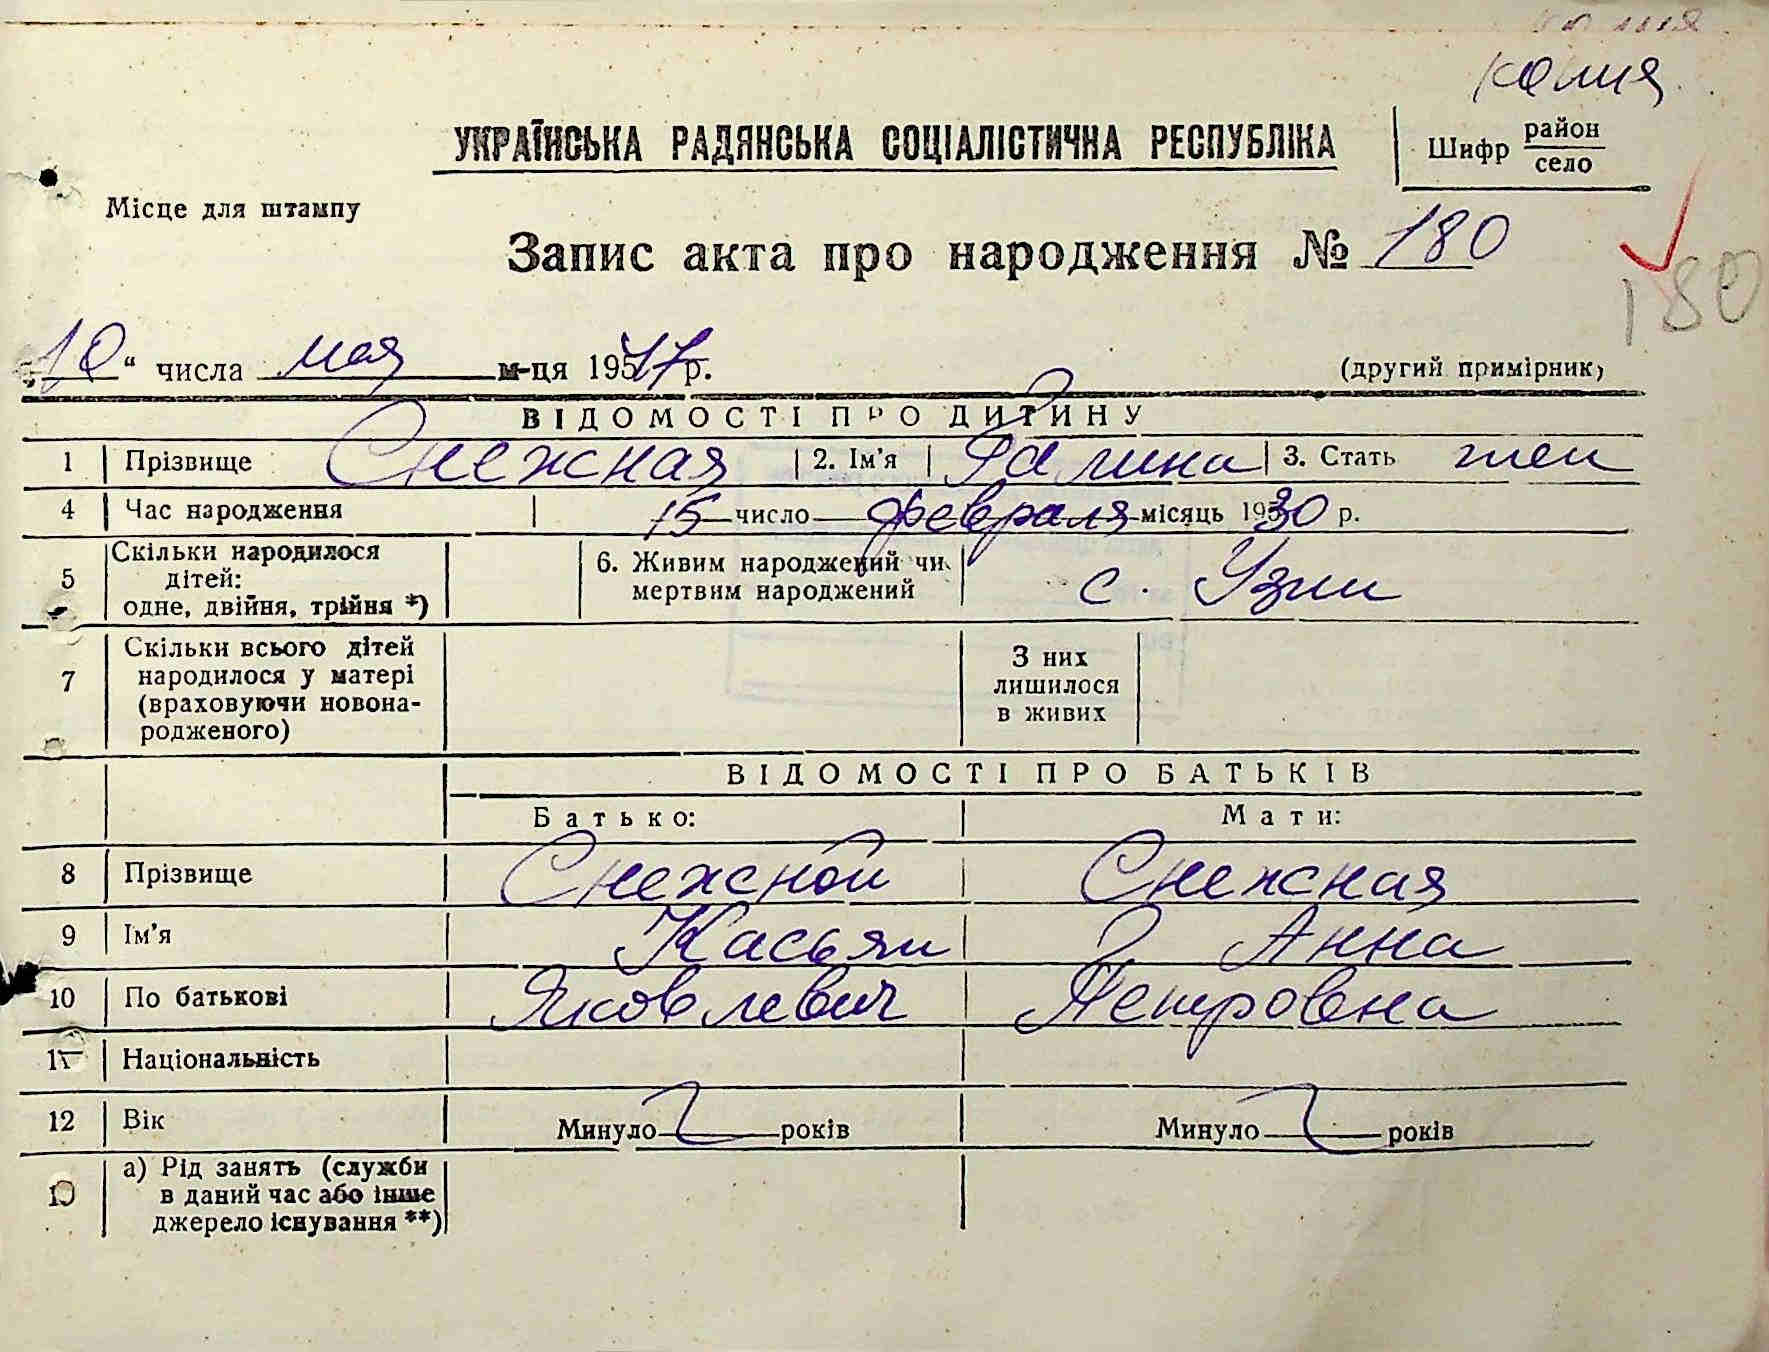 копия
УКРАЇНСЬКА РАДЯНСЬКА СОЦІАЛІСТИЧНА РЕСПУБЛІКА
Шифр район село
Місце для штампу
Запис акта про народження № 180
180
„10“ числа мая м-ця 19 р.
(другий примірник)
ВІДОМОСТІ ПРО ДИТИНУ
1 Прізвище Снежная 2. Ім'я Галина 3. Стать жен
4 Час народження 15 число февраля місяць 1930 р.
5 Скільки народилося дітей: одне, двійня, трійня *) 6. Живим народжений чи мертвим народжений с. Узин
7 Скільки всього дітей народилося у матері (враховуючи новонародженого) З них лишилося в живих
ВІДОМОСТІ ПРО БАТЬКІВ
Батько: Мати:
8 Прізвище Снежной Снежная
9 Ім'я Касьян Анна
10 По батькові Яковлевич Петровна
11 Національність
12 Вік Минуло років Минуло років
13 а) Рід занять (служби в даний час або інше джерело існування **)